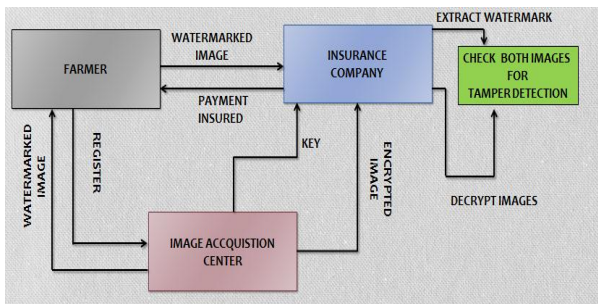 EXTRACT WATERMARK
WATERMARKED
IMAGE
FARMER
INSURANCE
COMPANY
CHECK BOTH IMAGES
FOR
TAMPER DETECTION
PAYMENT
INSURED
WATERMARKED
IMAGE
REGISTER
KEY
ENCRYPTED
IMAGE
DECRYPT IMAGES
IMAGE ACCQUISTION
CENTER